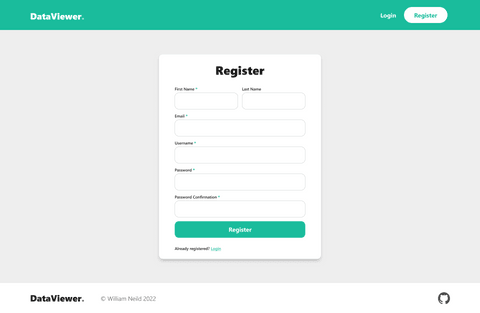 DataViewer.
Login
Register
Register
First Name *
Last Name
Email *
Username *
Password *
Password Confirmation *
Register
Already registered? Login
DataViewer.
© William Neild 2022